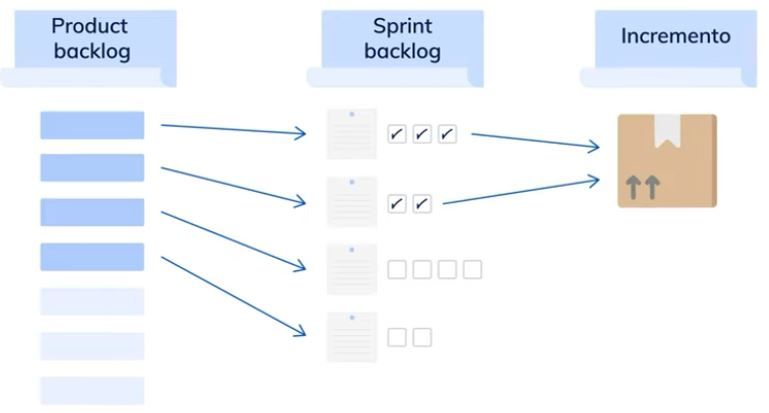 Product
backlog
Sprint
backlog
Incremento